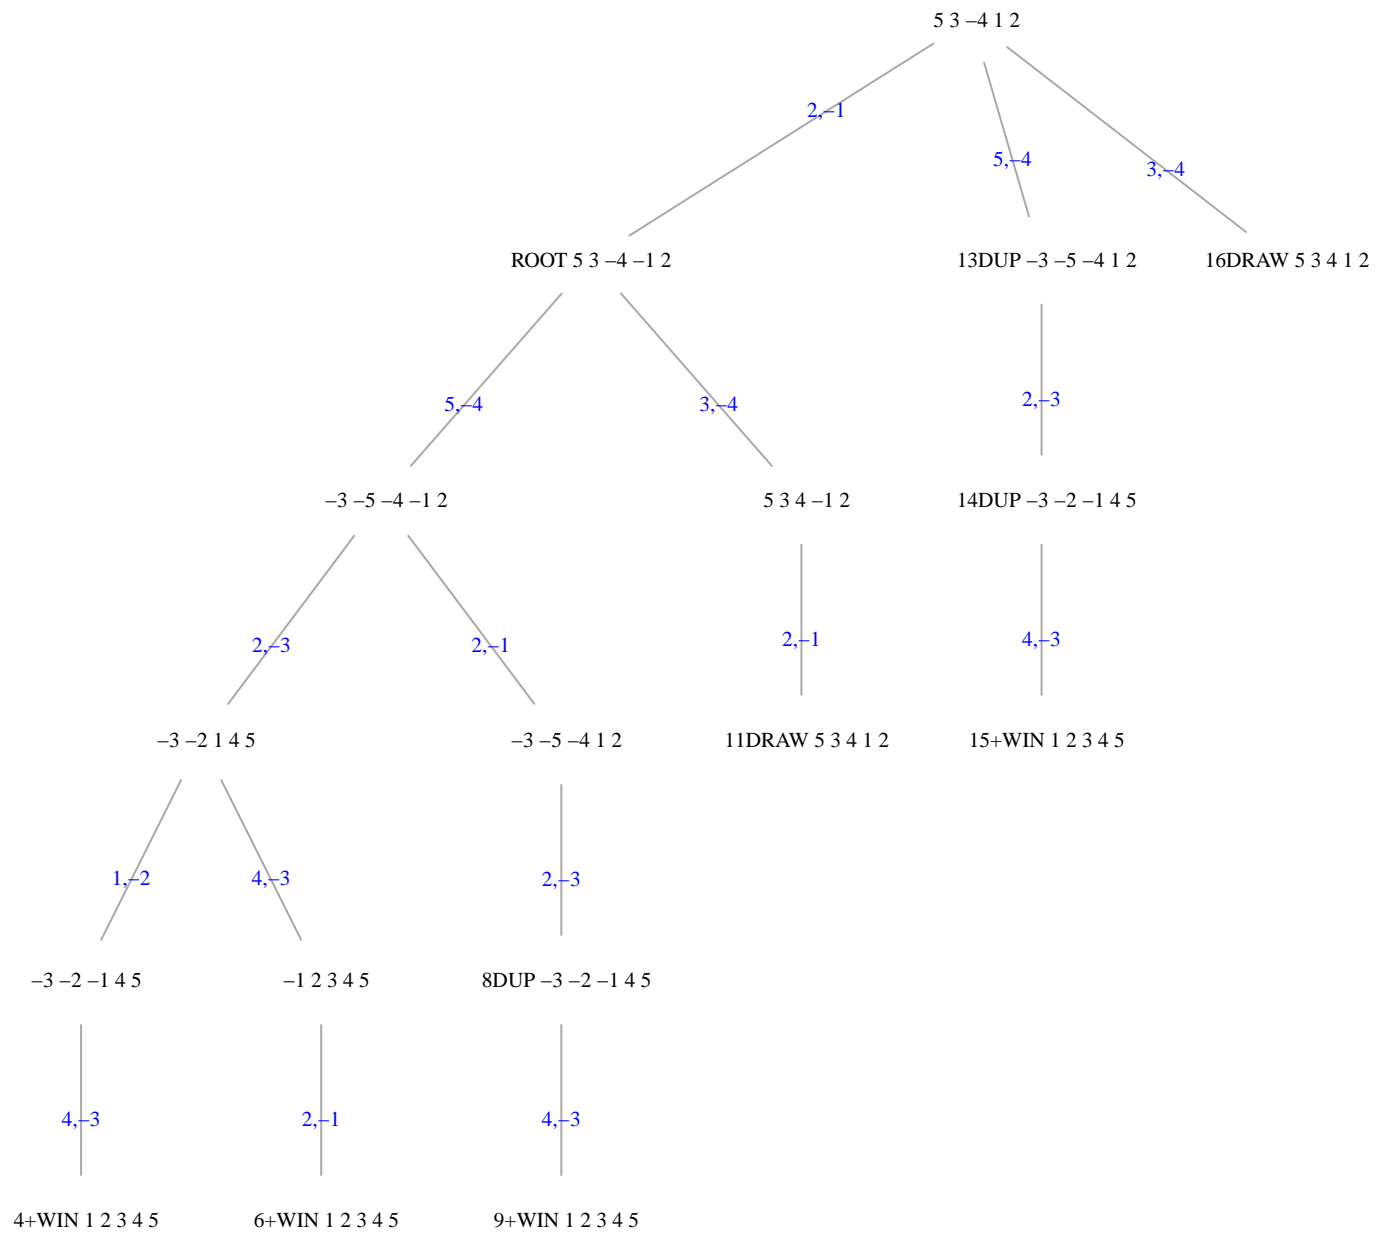 5 3 –4 1 2
2,–1
5,–4
3,–4
ROOT 5 3 –4 –1 2
13DUP –3 –5 –4 1 2
16DRAW 5 3 4 1 2
5,–4
3,–4
2,–3
–3 –5 –4 –1 2
5 3 4 –1 2
14DUP –3 –2 –1 4 5
2,–3
2,–1
2,–1
4,–3
–3 –2 1 4 5
–3 –5 –4 1 2
11DRAW 5 3 4 1 2
15+WIN 1 2 3 4 5
1,–2
4,–3
2,–3
–3 –2 –1 4 5
–1 2 3 4 5
8DUP –3 –2 –1 4 5
4,–3
2,–1
4,–3
4+WIN 1 2 3 4 5
6+WIN 1 2 3 4 5
9+WIN 1 2 3 4 5